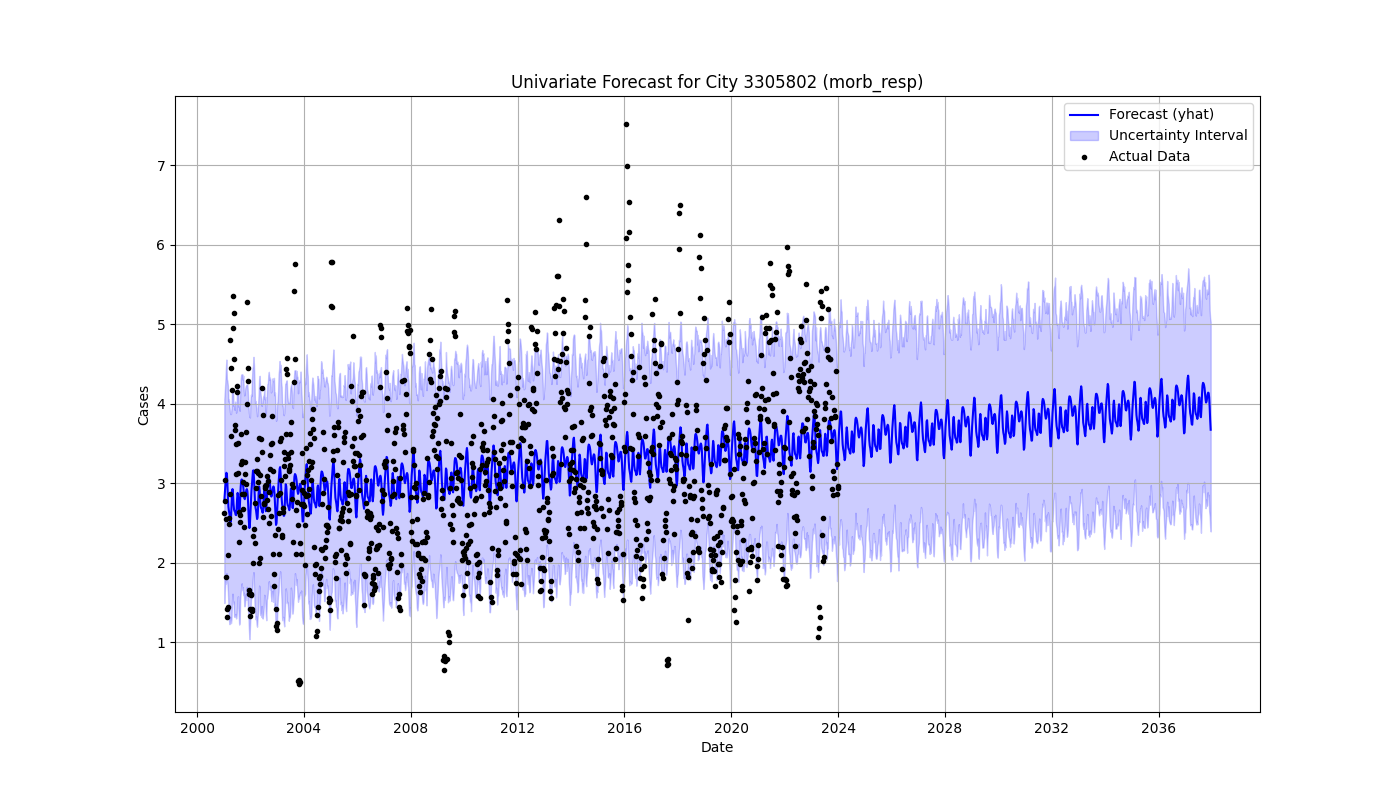 Univariate Forecast for City 3305802 (morb_resp)
Forecast (yhat)
Uncertainty Interval
Actual Data
Cases
7
6
5
4
3
2
1
2000 2004 2008 2012 2016 2020 2024 2028 2032 2036
Date